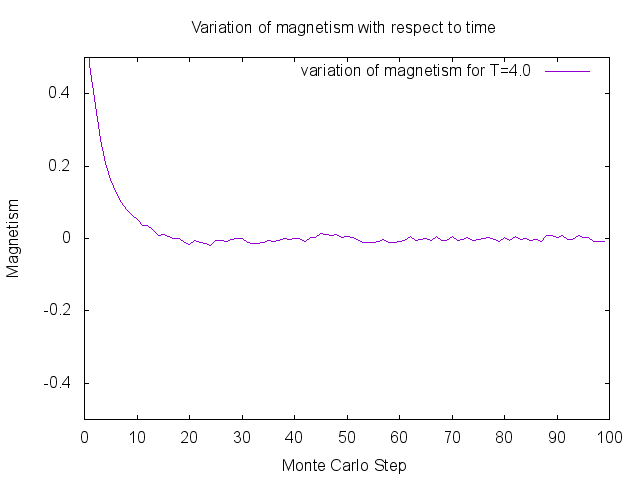 Variation of magnetism with respect to time
variation of magnetism for T=4.0
0.4
0.2
0
-0.2
-0.4
Magnetism
0 10 20 30 40 50 60 70 80 90 100
Monte Carlo Step